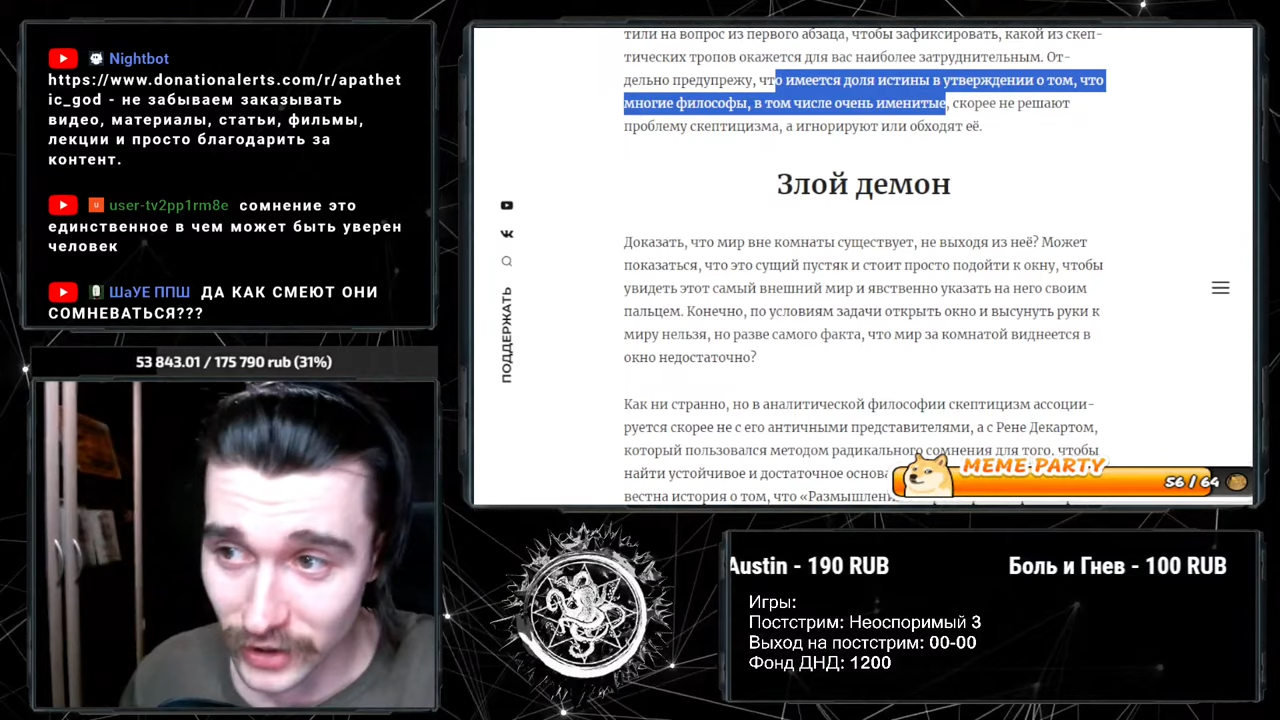 Nightbot
https://www.donationalerts.com/r/apathet
ic_god - не забываем заказывать
видео, материалы, статьи, фильмы,
лекции и просто благодарить за
контент.
user-tv2pp1rm8e сомнение это
единственное в чем может быть уверен
человек
ШаУЕ ППШ ДА КАК СМЕЮТ ОНИ
СОМНЕВАТЬСЯ???
53 843.01 / 175 790 rub (31%)
тили на вопрос из первого абзаца, чтобы зафиксировать, какой из скеп-
тических тропов окажется для вас наиболее затруднительным. От-
дельно предупрежу, что имеется доля истины в утверждении о том, что
многие философы, в том числе очень именитые, скорее не решают
проблему скептицизма, а игнорируют или обходят её.
Злой демон
Доказать, что мир вне комнаты существует, не выходя из неё? Может
показаться, что это сущий пустяк и стоит просто подойти к окну, чтобы
увидеть этот самый внешний мир и явственно указать на него своим
пальцем. Конечно, по условиям задачи открыть окно и высунуть руки к
миру нельзя, но разве самого факта, что мир за комнатой виднеется в
окно недостаточно?
Как ни странно, но в аналитической философии скептицизм ассоции-
руется скорее не с его античными представителями, а с Рене Декартом,
который пользовался методом радикального сомнения для того, чтобы
найти устойчивое и достаточное основа
вестна история о том, что «Размышлени
ПОДДЕРЖАТЬ
MEME PARTY
56 / 64
Austin - 190 RUB
Боль и Гнев - 100 RUB
Игры:
Постстрим: Неоспоримый 3
Выход на постстрим: 00-00
Фонд ДНД: 1200